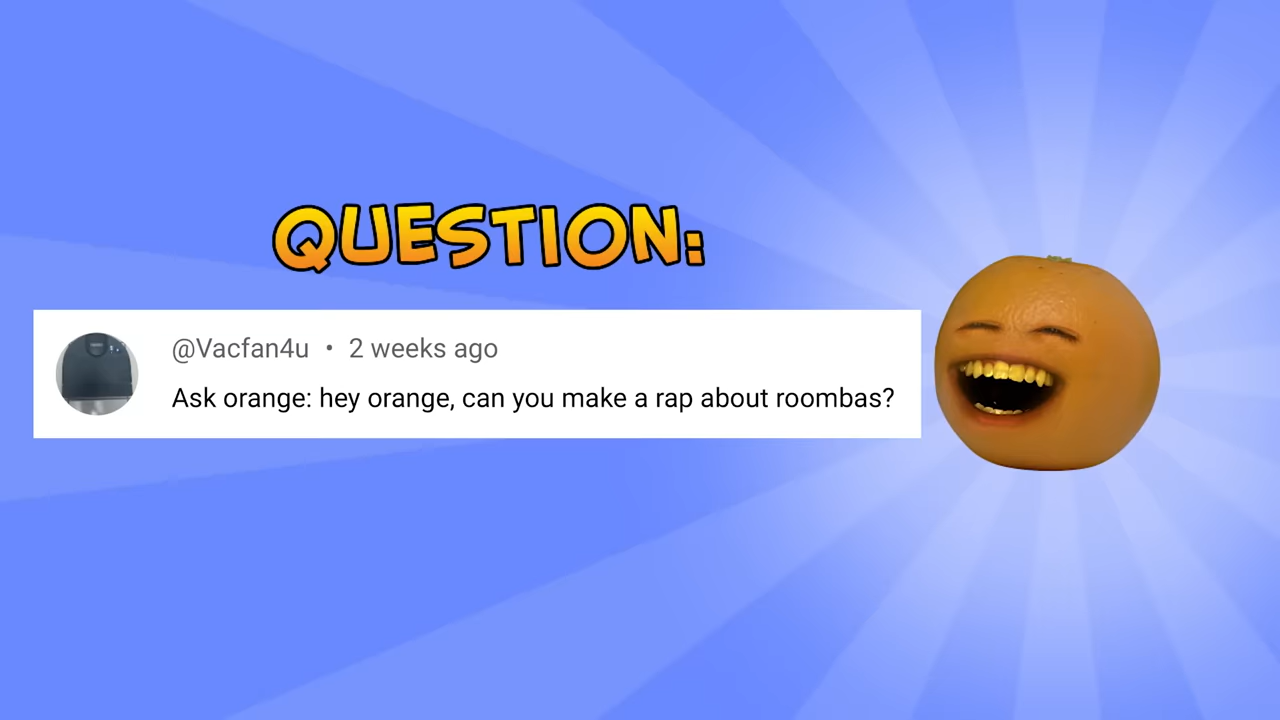 QUESTION:
@Vacfan4u • 2 weeks ago
Ask orange: hey orange, can you make a rap about roombas?